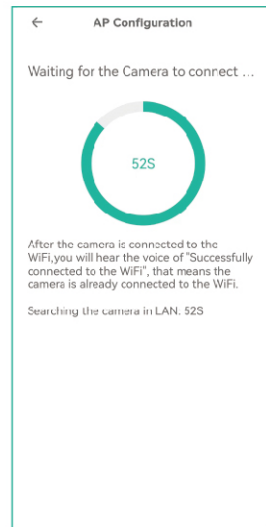 AP Configuration
Waiting for the Camera to connect ...
52S
After the camera is connected to the
WiFi,you will hear the voice of "Successfully
connected to the WiFi", that means the
camera is already connected to the WiFi.
Searching the camera in LAN. 52S